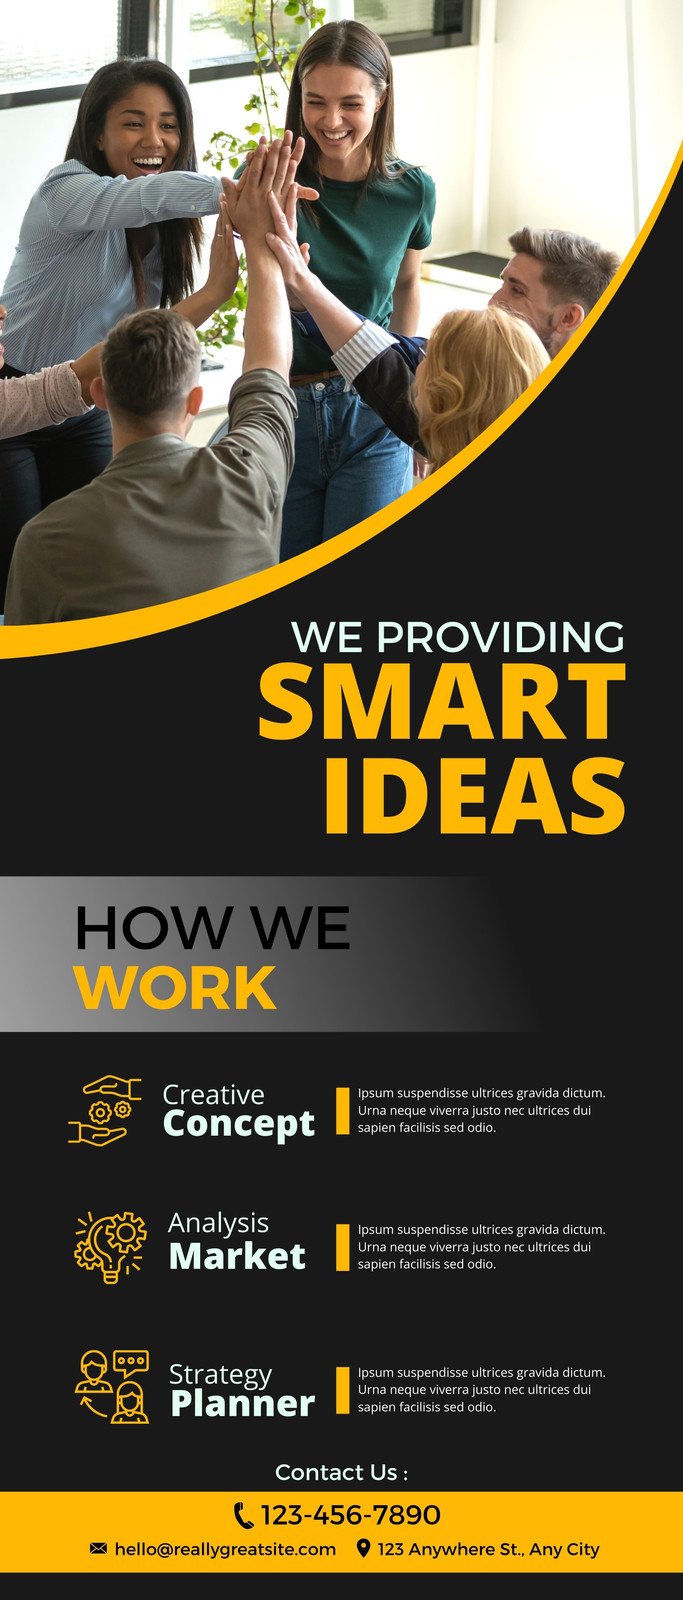 WE PROVIDING
SMART
IDEAS
HOW WE
WORK
Creative
Concept
Ipsum suspendisse ultrices gravida dictum.
Urna neque viverra justo nec ultrices dui
sapien facilisis sed odio.
Analysis
Market
Ipsum suspendisse ultrices gravida dictum.
Urna neque viverra justo nec ultrices dui
sapien facilisis sed odio.
Strategy
Planner
Ipsum suspendisse ultrices gravida dictum.
Urna neque viverra justo nec ultrices dui
sapien facilisis sed odio.
Contact Us :
123-456-7890
hello@reallygreatsite.com
123 Anywhere St., Any City